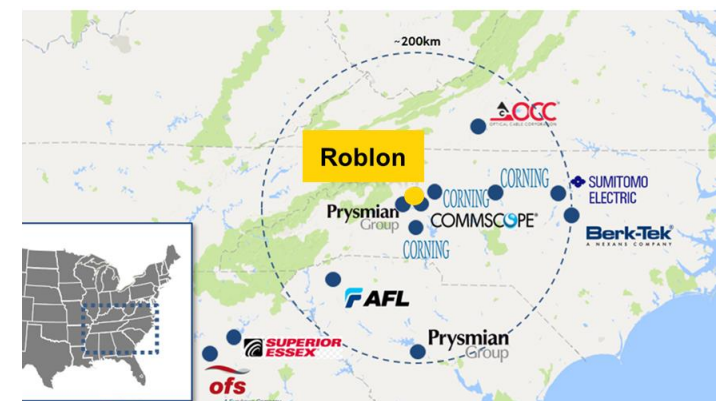 ~200km
OCC®
OPTICAL CABLE CORPORATION
Roblon
CORNING
SUMITOMO
ELECTRIC
CORNING
Prysmian
Group
COMMSCOPE®
Berk-Tek®
A NEXANS COMPANY
CORNING
AFL
SUPERIOR
ESSEX
Prysmian
Group
ofs